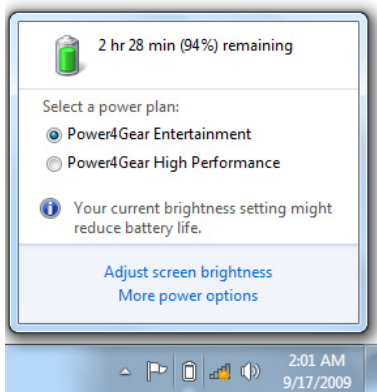 2 hr 28 min (94%) remaining
Select a power plan:
Power4Gear Entertainment
Power4Gear High Performance
Your current brightness setting might
reduce battery life.
Adjust screen brightness
More power options
2:01 AM
9/17/2009